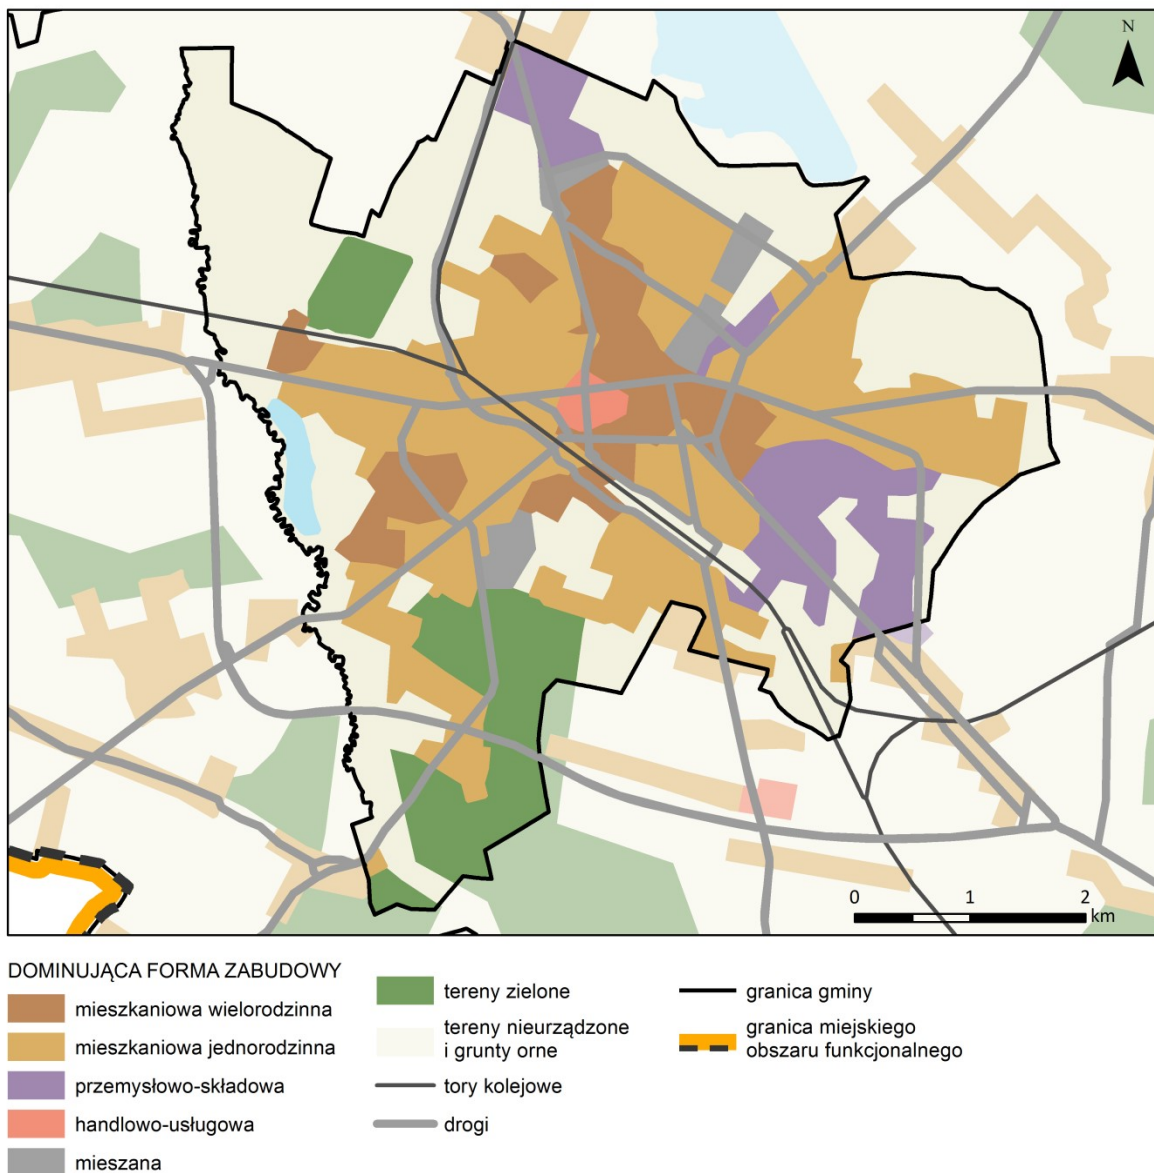 N
0 1 2
km
DOMINUJĄCA FORMA ZABUDOWY
mieszkaniowa wielorodzinna
mieszkaniowa jednorodzinna
przemysłowo-składowa
handlowo-usługowa
mieszana
tereny zielone
tereny nieurządzone
i grunty orne
tory kolejowe
drogi
granica gminy
granica miejskiego
obszaru funkcjonalnego